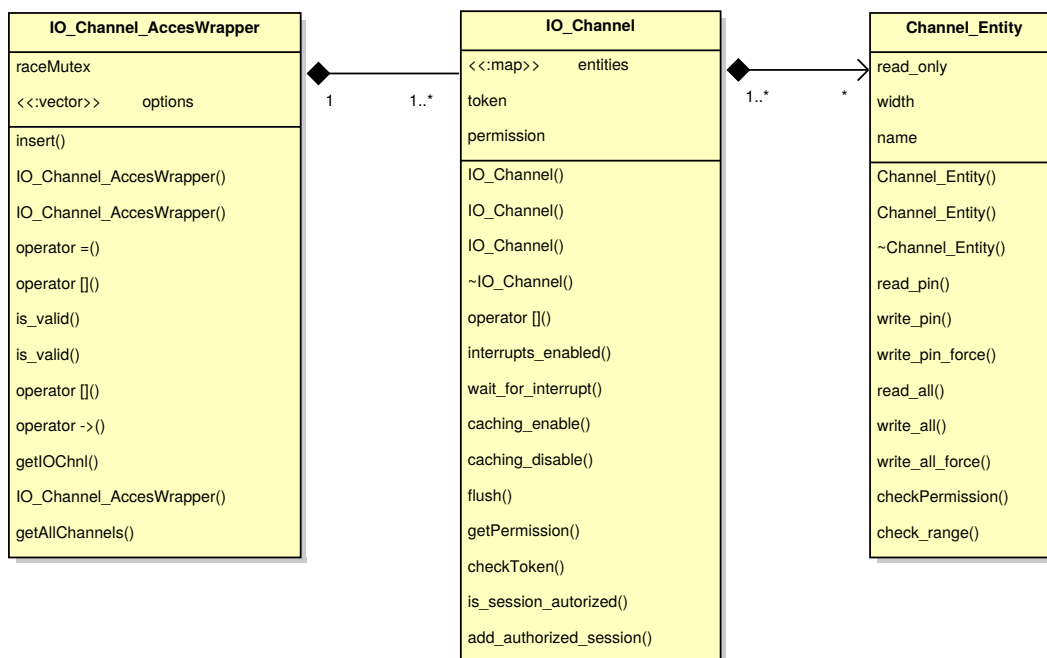 IO_Channel_AccesWrapper
raceMutex
<<:vector>> options
insert()
IO_Channel_AccesWrapper()
IO_Channel_AccesWrapper()
operator =()
operator []()
is_valid()
is_valid()
operator []()
operator ->()
getIOChnl()
IO_Channel_AccesWrapper()
getAllChannels()
1
1..*
IO_Channel
<<:map>> entities
token
permission
IO_Channel()
IO_Channel()
IO_Channel()
~IO_Channel()
operator []()
interrupts_enabled()
wait_for_interrupt()
caching_enable()
caching_disable()
flush()
getPermission()
checkToken()
is_session_autorized()
add_authorized_session()
1..*
*
Channel_Entity
read_only
width
name
Channel_Entity()
Channel_Entity()
~Channel_Entity()
read_pin()
write_pin()
write_pin_force()
read_all()
write_all()
write_all_force()
checkPermission()
check_range()